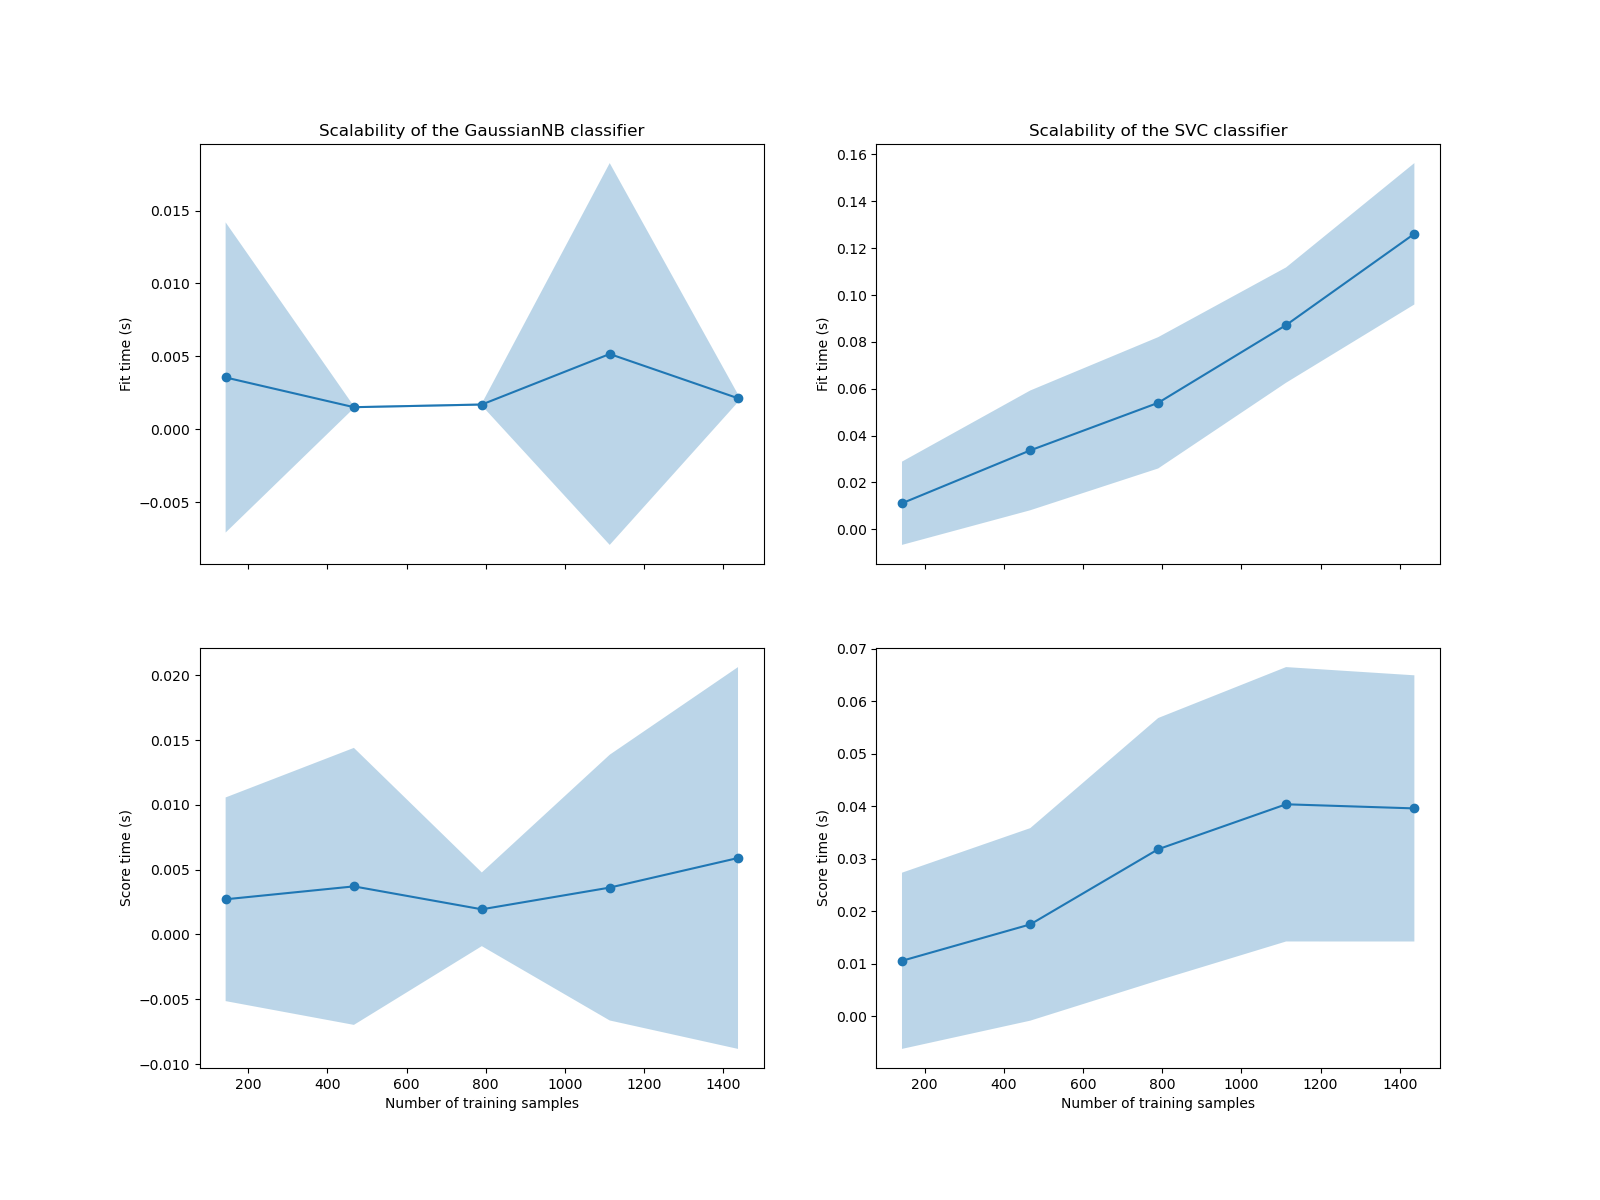 Scalability of the GaussianNB classifier
Scalability of the SVC classifier
0.015
0.010
0.005
0.000
−0.005
Fit time (s)
0.16
0.14
0.12
0.10
0.08
0.06
0.04
0.02
0.00
Fit time (s)
0.020
0.015
0.010
0.005
0.000
−0.005
−0.010
Score time (s)
200 400 600 800 1000 1200 1400
Number of training samples
0.07
0.06
0.05
0.04
0.03
0.02
0.01
0.00
Score time (s)
200 400 600 800 1000 1200 1400
Number of training samples